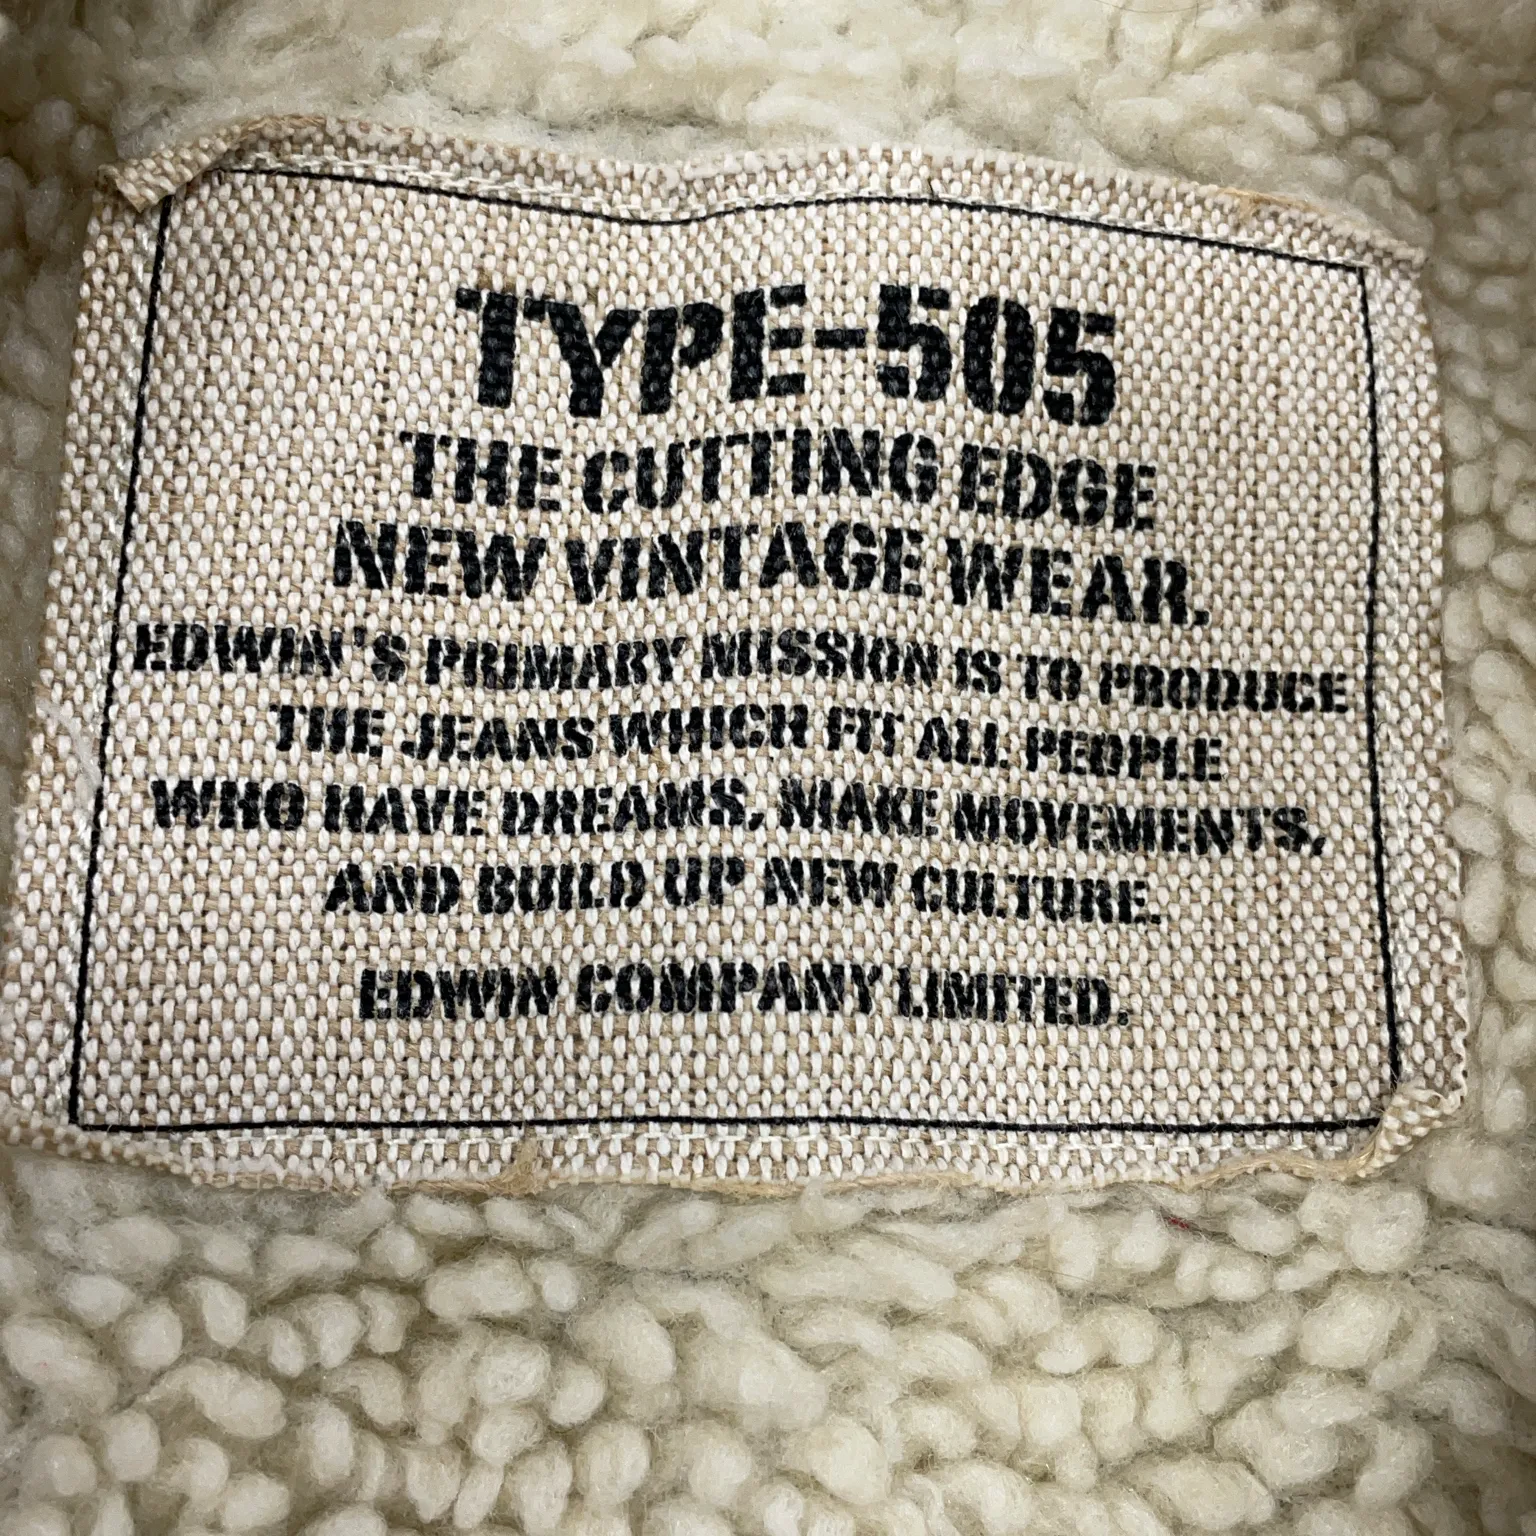 TYPE-505
THE CUTTING EDGE
NEW VINTAGE WEAR.
EDWIN'S PRIMARY MISSION IS TO PRODUCE
THE JEANS WHICH FIT ALL PEOPLE
WHO HAVE DREAMS, MAKE MOVEMENTS,
AND BUILD UP NEW CULTURE.
EDWIN COMPANY LIMITED.